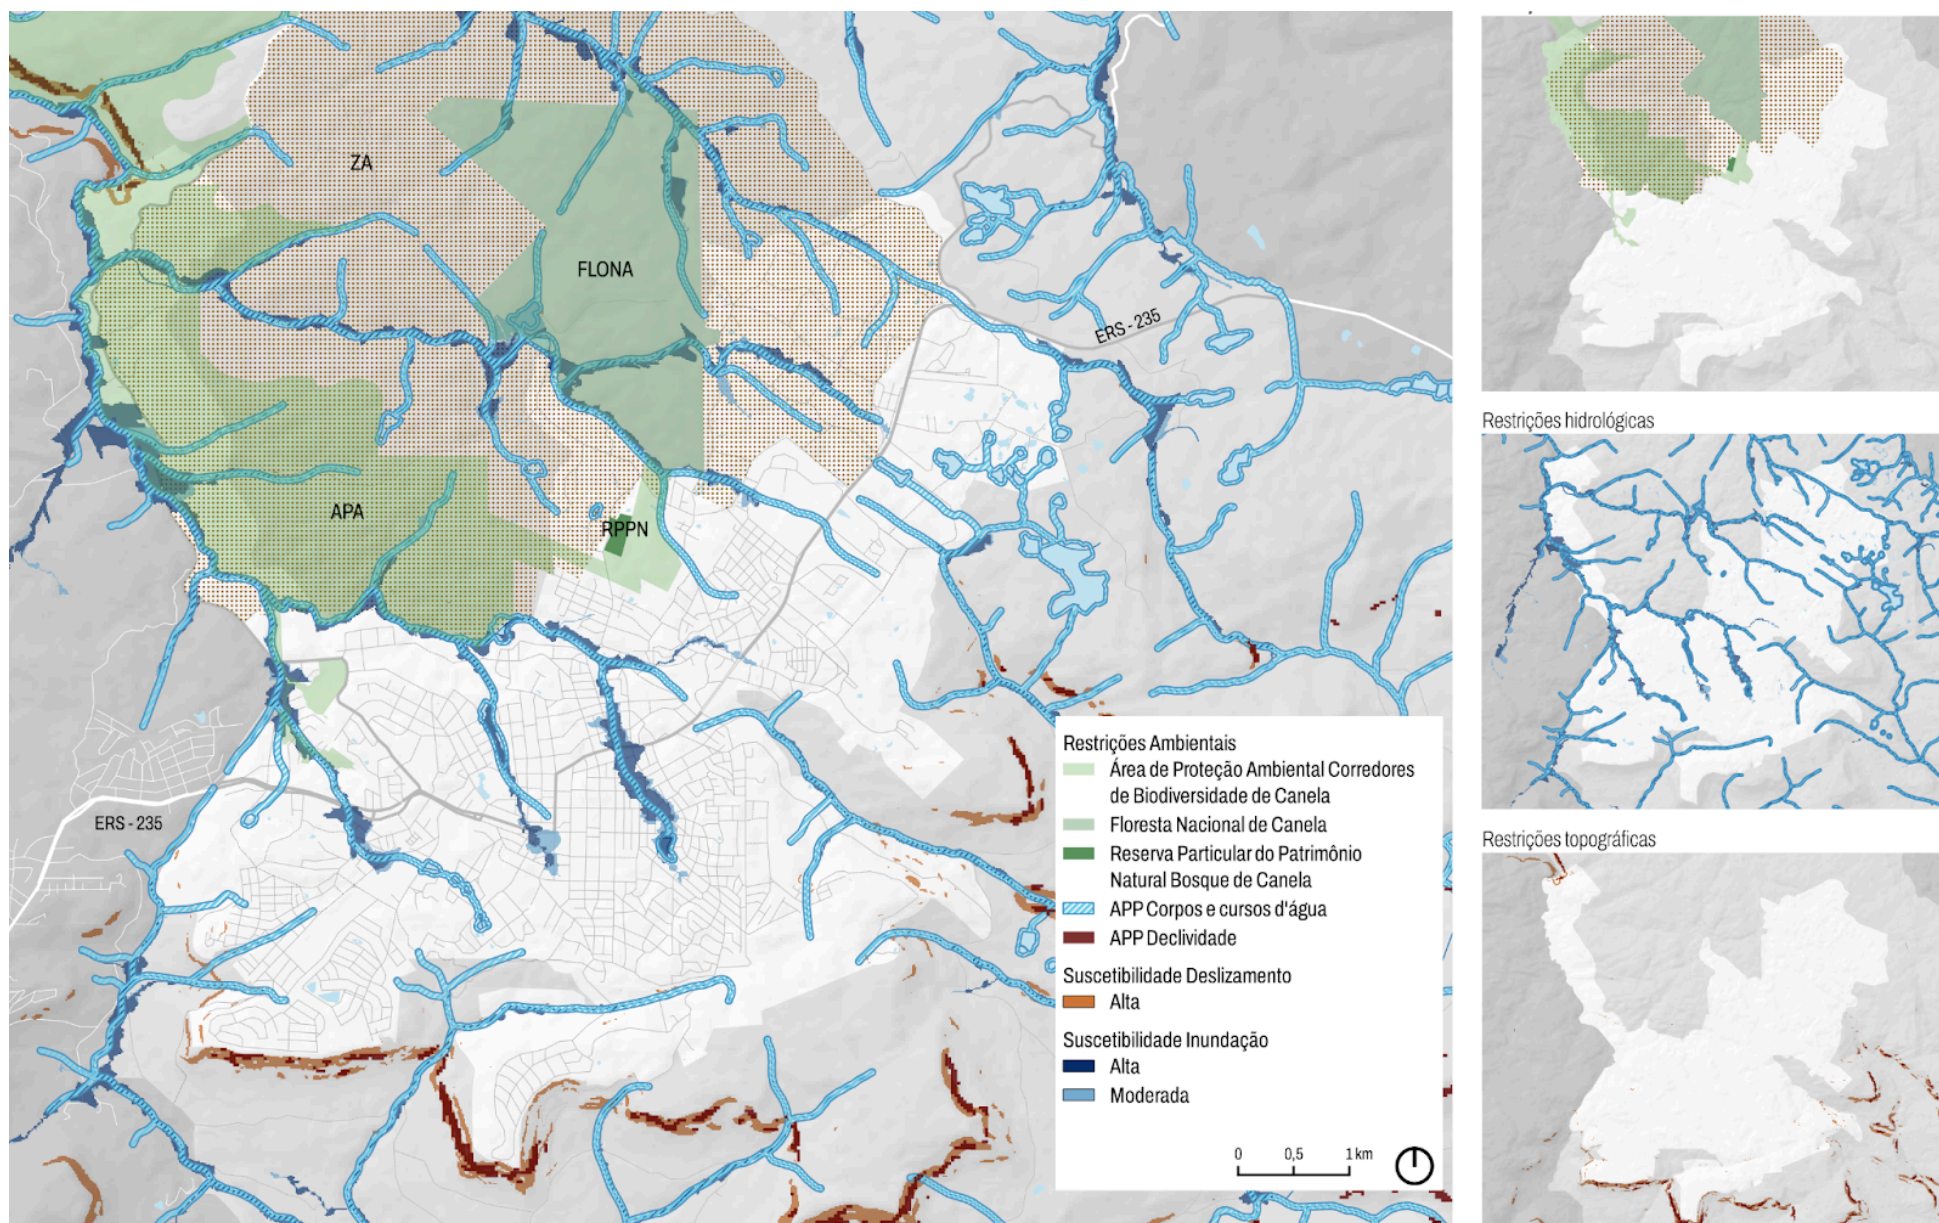 ZA
FLONA
ERS - 235
APA
RPPN
ERS - 235
Restrições Ambientais
Área de Proteção Ambiental Corredores
de Biodiversidade de Canela
Floresta Nacional de Canela
Reserva Particular do Patrimônio
Natural Bosque de Canela
APP Corpos e cursos d'água
APP Declividade
Suscetibilidade Deslizamento
Alta
Suscetibilidade Inundação
Alta
Moderada
0 0,5 1 km
Restrições hidrológicas
Restrições topográficas